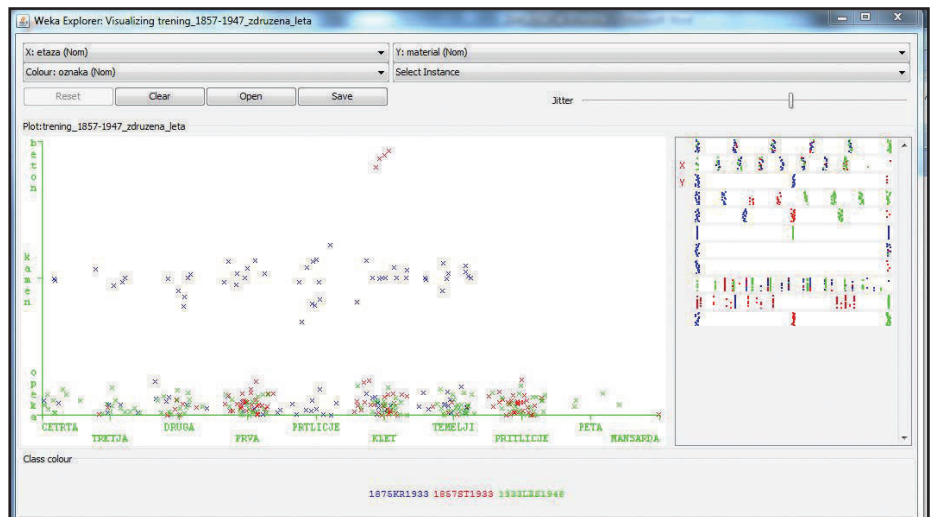 Weka Explorer: Visualizing trening_1857-1947_zdruzena_leta
X: etaza (Nom)
Y: material (Nom)
Colour: oznaka (Nom)
Select Instance
Reset
Clear
Open
Save
Jitter
Plot:trening_1857-1947_zdruzena_leta
beton
kamen
opeka
X
Y
CETRTA
TRETJA
DRUGA
PRVA
PRTLICJE
KLET
TEMELJI
PRITLICJE
PETA
MANSARDA
Class colour
1875KR1933 1857ST1933 1933LES1948